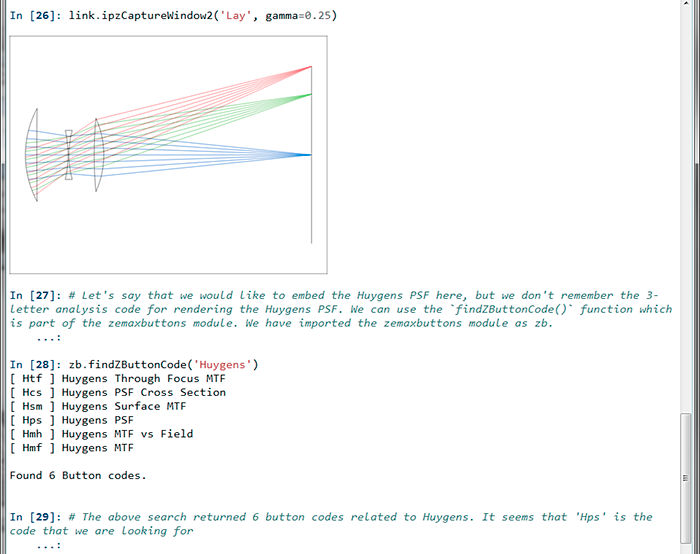 In [26]: link.ipzCaptureWindow2('Lay', gamma=0.25)
In [27]: # Let's say that we would like to embed the Huygens PSF here, but we don't remember the 3-
letter analysis code for rendering the Huygens PSF. We can use the `findZButtonCode()` function which
is part of the zemaxbuttons module. We have imported the zemaxbuttons module as zb.
...:
In [28]: zb.findZButtonCode('Huygens')
[ Htf ] Huygens Through Focus MTF
[ Hcs ] Huygens PSF Cross Section
[ Hsm ] Huygens Surface MTF
[ Hps ] Huygens PSF
[ Hmh ] Huygens MTF vs Field
[ Hmf ] Huygens MTF
Found 6 Button codes.
In [29]: # The above search returned 6 button codes related to Huygens. It seems that 'Hps' is the
code that we are looking for
...: